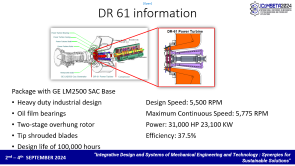 DR 61 information
DR-61 Power Turbine
Package with GE LM2500 SAC Base
• Heavy duty industrial design
• Oil film bearings
• Two-stage overhung rotor
• Tip shrouded blades
• Design life of 100,000 hours
Design Speed: 5,500 RPM
Maximum Continuous Speed: 5,775 RPM
Power: 31,000 HP 23,100 KW
Efficiency: 37.5%
2nd – 4th SEPTEMBER 2024
"Integrative Design and Systems of Mechanical Engineering and Technology : Synergies for
Sustainable Solutions"